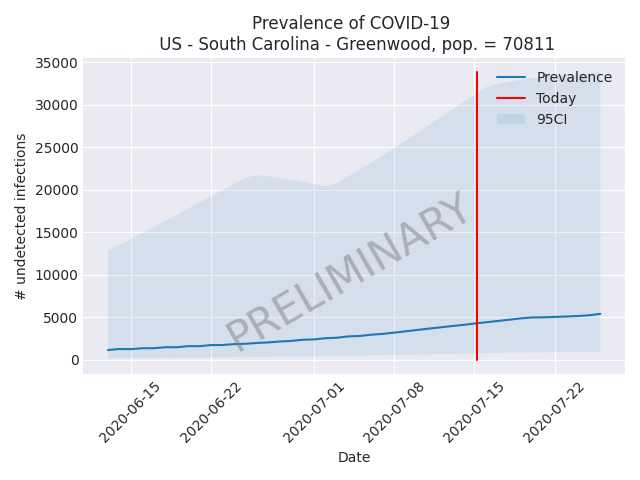 Prevalence of COVID-19
US - South Carolina - Greenwood, pop. = 70811
35000
30000
25000
20000
15000
10000
5000
0
# undetected infections
Prevalence
Today
95CI
PRELIMINARY
2020-06-15
2020-06-22
2020-07-01
2020-07-08
2020-07-15
2020-07-22
Date